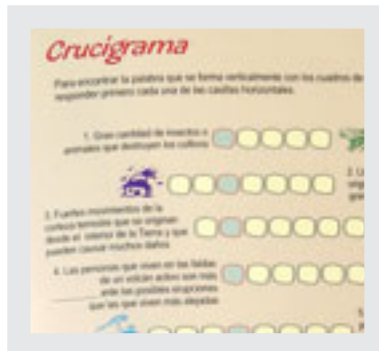 Crucigrama
Para encontrar la palabra que se forma verticalmente con los cuadros de
responder primero cada una de las casillas horizontales.
1. Gran cantidad de insectos o
animales que destruyen los cultivos
2. L
3. Fuertes movimientos de la
corteza terrestre que se originan
desde el interior de la Tierra y que
pueden causar muchos daños
4. Las personas que viven en las faldas
de un volcán activo son más
ante las posibles erupciones
que las que viven más alejadas